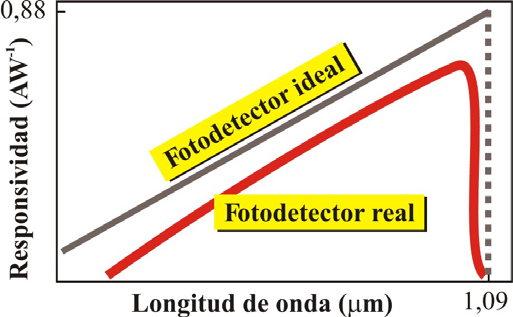 0,88
Responsividad (AW⁻¹)
Fotodetector ideal
Fotodetector real
Longitud de onda (μm)
1,09